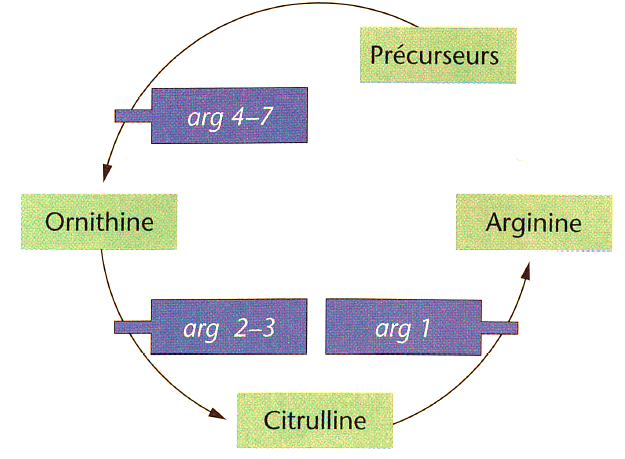 Précurseurs
arg 4–7
Ornithine
Arginine
arg 2–3
arg 1
Citrulline